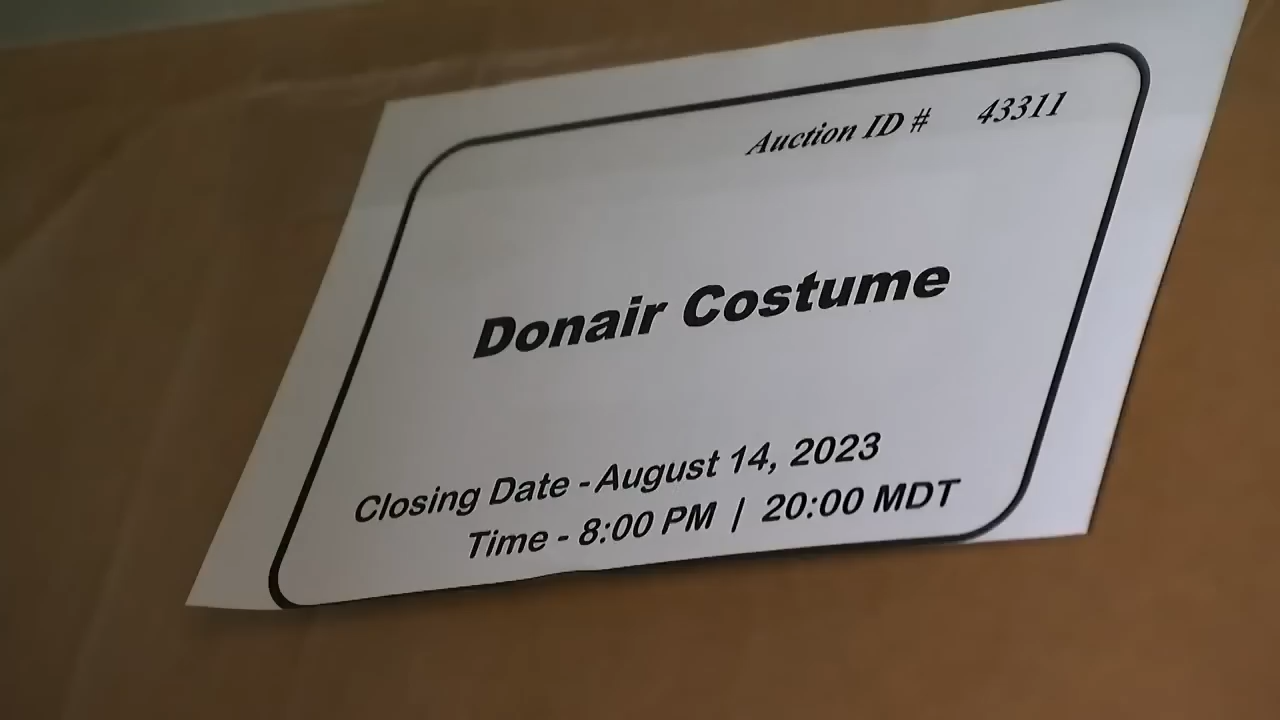 Auction ID # 43311
Donair Costume
Closing Date - August 14, 2023
Time - 8:00 PM | 20:00 MDT